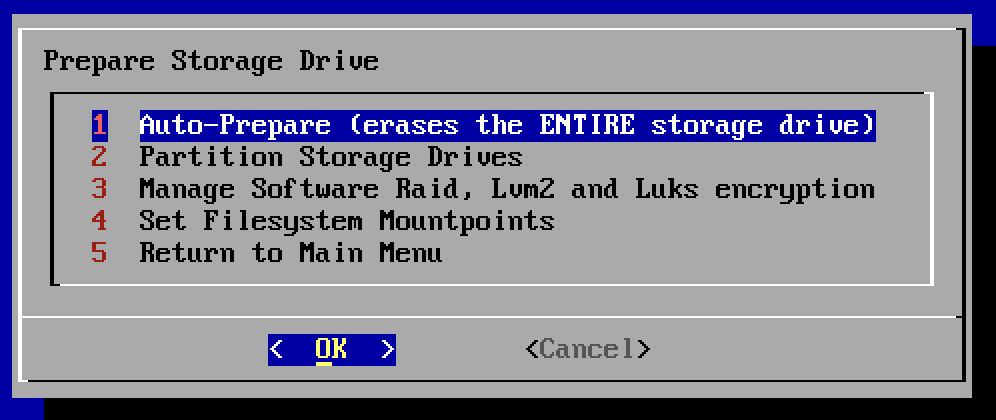 Prepare Storage Drive
1 Auto-Prepare (erases the ENTIRE storage drive)
2 Partition Storage Drives
3 Manage Software Raid, Lvm2 and Luks encryption
4 Set Filesystem Mountpoints
5 Return to Main Menu
< OK > <Cancel>